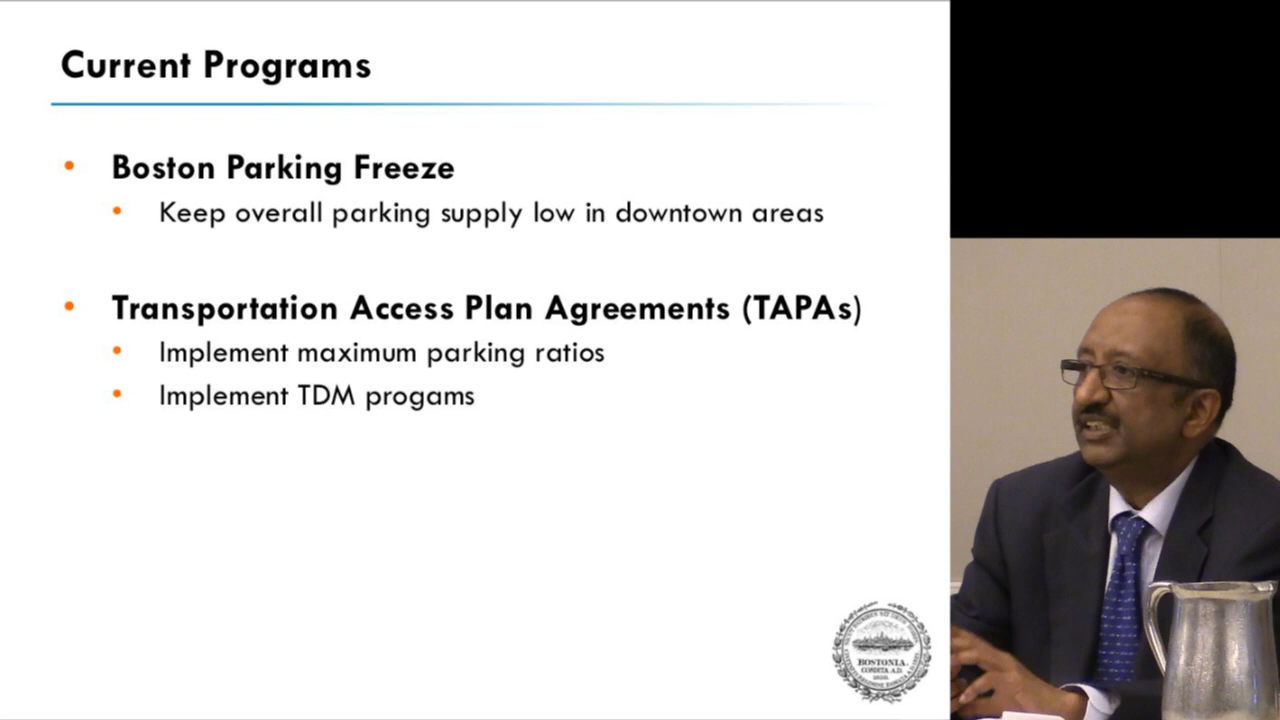 Current Programs
• Boston Parking Freeze
• Keep overall parking supply low in downtown areas
• Transportation Access Plan Agreements (TAPAs)
• Implement maximum parking ratios
• Implement TDM progams
BOSTONIA.
CONDITA A.D.